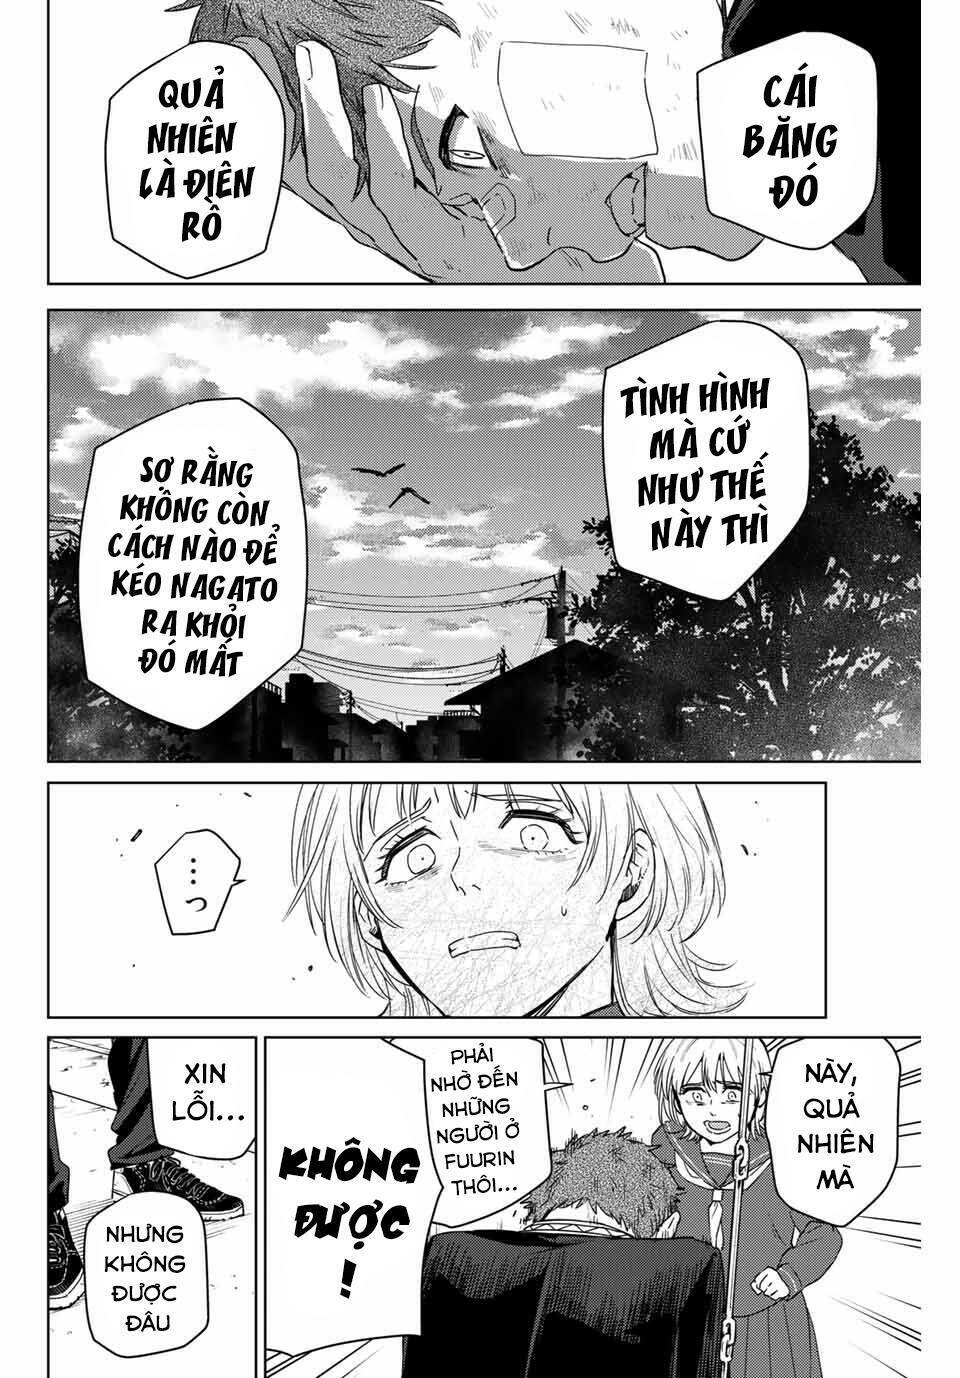 CÁI
BĂNG
ĐÓ
QUẢ
NHIÊN
LÀ ĐIÊN
RỒ
TÌNH HÌNH
MÀ CỨ
NHƯ THẾ
NÀY THÌ
SỢ RẰNG
KHÔNG CÒN
CÁCH NÀO ĐỂ
KÉO NAGATO
RA KHỎI
ĐÓ MẤT
…っ
NÀY,
QUẢ
NHIÊN
MÀ
PHẢI
NHỜ ĐẾN
NHỮNG
NGƯỜI Ở
FUURIN
THÔI...
KHÔNG
ĐƯỢC
!
XIN
LỖI...
NHƯNG
KHÔNG
ĐƯỢC
ĐÂU